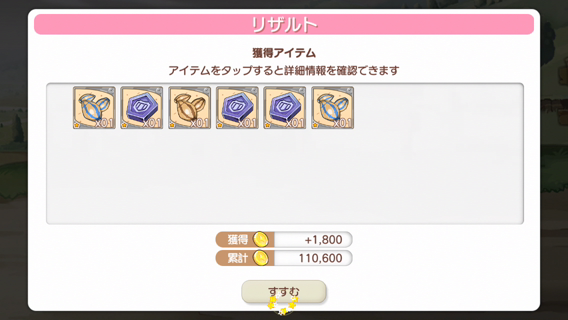 リザルト
獲得アイテム
アイテムをタップすると詳細情報を確認できます
x01 x01 x01 x01 x01 x01
獲得 +1,800
累計 110,600
すすむ